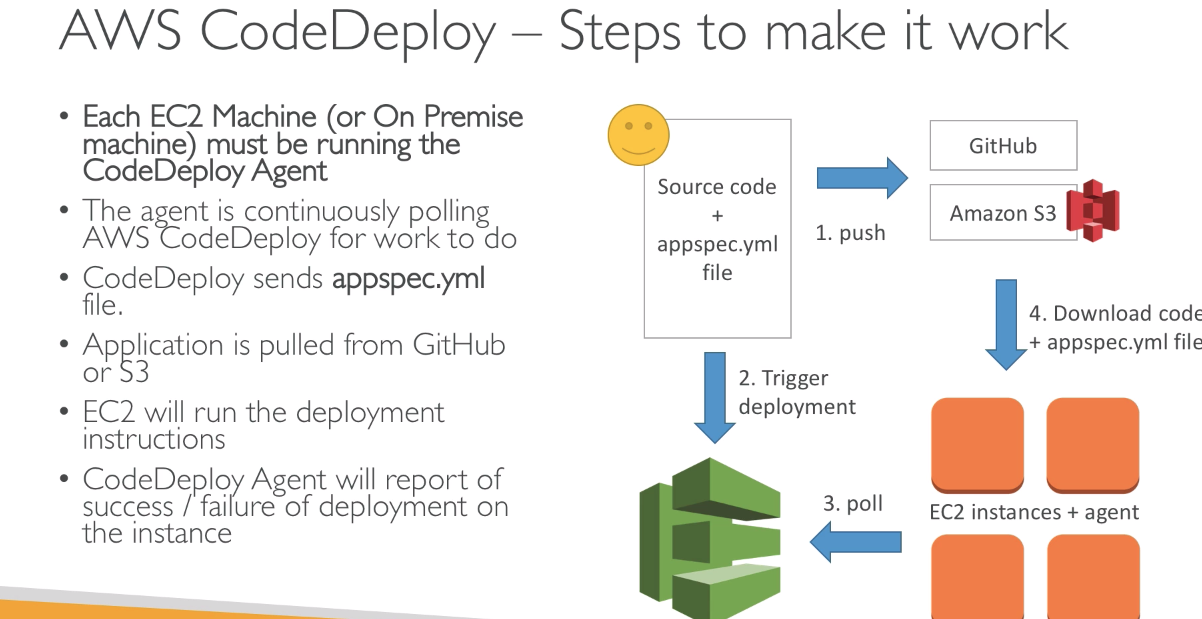 AWS CodeDeploy – Steps to make it work
• Each EC2 Machine (or On Premise
machine) must be running the
CodeDeploy Agent
• The agent is continuously polling
AWS CodeDeploy for work to do
• CodeDeploy sends appspec.yml
file.
• Application is pulled from GitHub
or S3
• EC2 will run the deployment
instructions
• CodeDeploy Agent will report of
success / failure of deployment on
the instance
Source code
+
appspec.yml
file
1. push
GitHub
Amazon S3
2. Trigger
deployment
3. poll
4. Download code
+ appspec.yml file
EC2 instances + agent